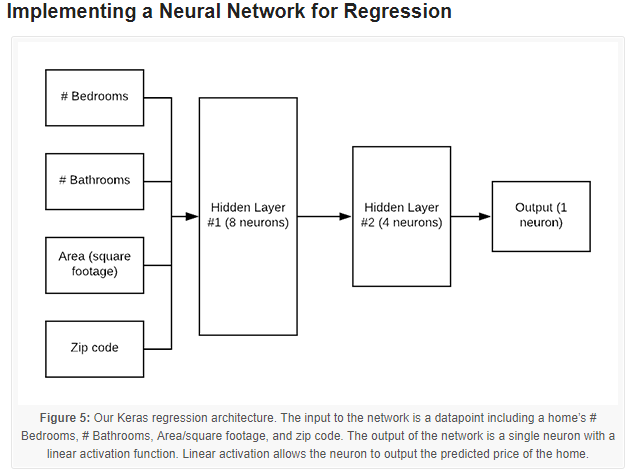 Implementing a Neural Network for Regression
# Bedrooms
# Bathrooms
Area (square
footage)
Zip code
Hidden Layer
#1 (8 neurons)
Hidden Layer
#2 (4 neurons)
Output (1
neuron)
Figure 5: Our Keras regression architecture. The input to the network is a datapoint including a home's #
Bedrooms, # Bathrooms, Area/square footage, and zip code. The output of the network is a single neuron with a
linear activation function. Linear activation allows the neuron to output the predicted price of the home.